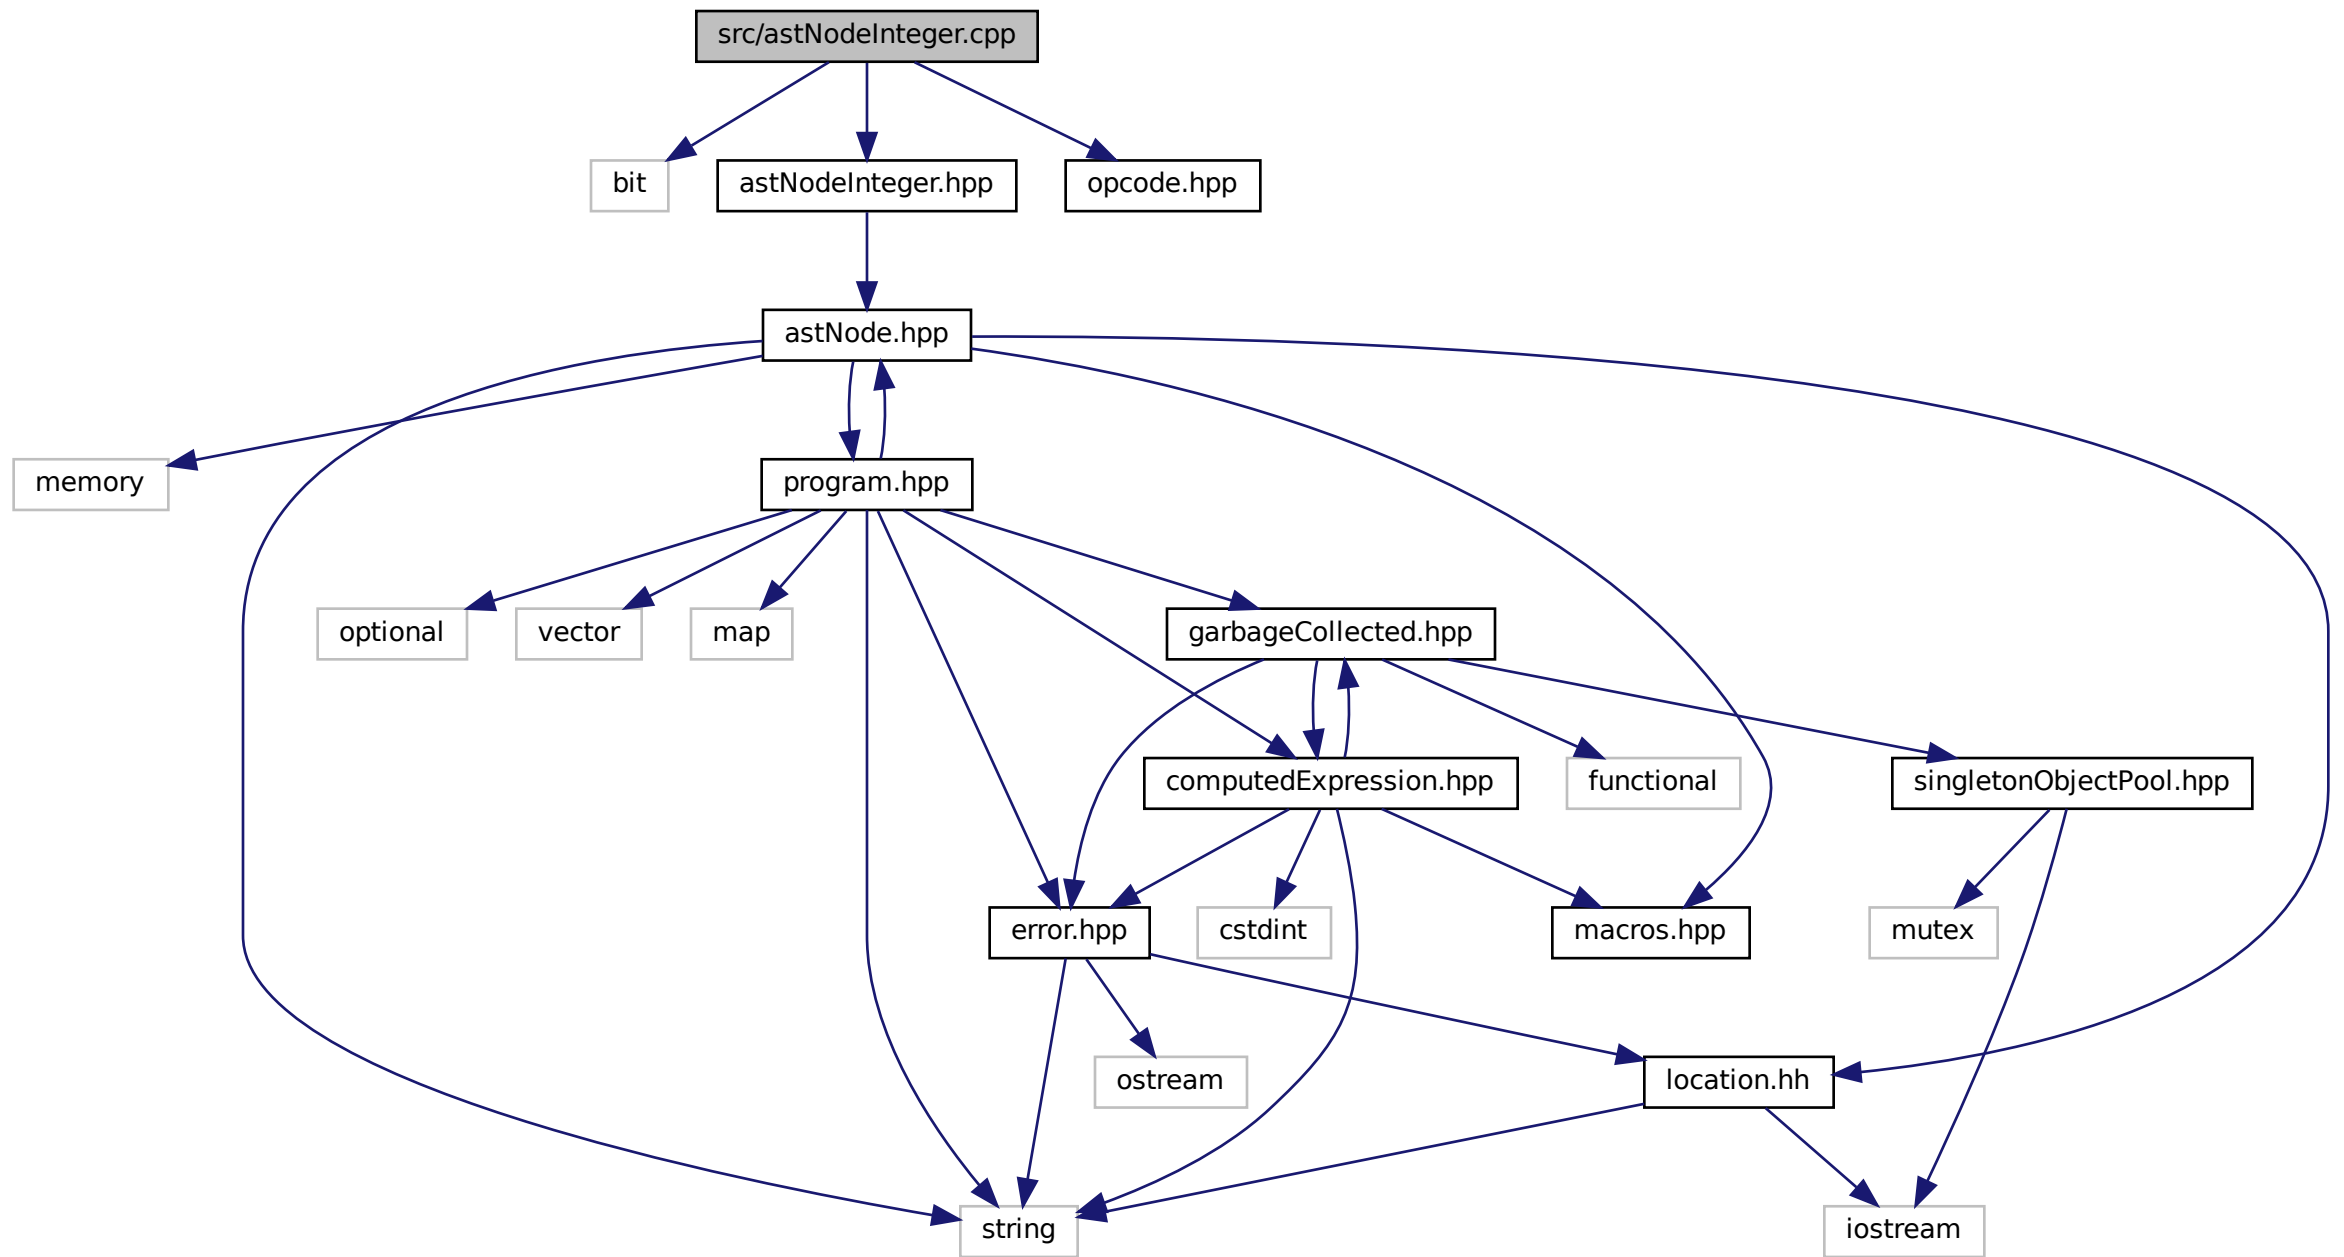 src/astNodeInteger.cpp
bit
astNodeInteger.hpp
opcode.hpp
astNode.hpp
memory
program.hpp
optional
vector
map
garbageCollected.hpp
computedExpression.hpp
functional
singletonObjectPool.hpp
error.hpp
cstdint
macros.hpp
mutex
ostream
location.hh
string
iostream